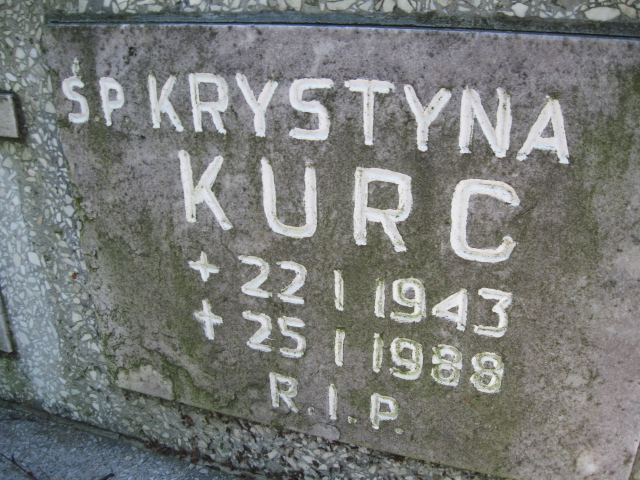 ŚP KRYSTYNA
KURC
+ 22 I 1943
+ 25 I 1988
R.I.P.